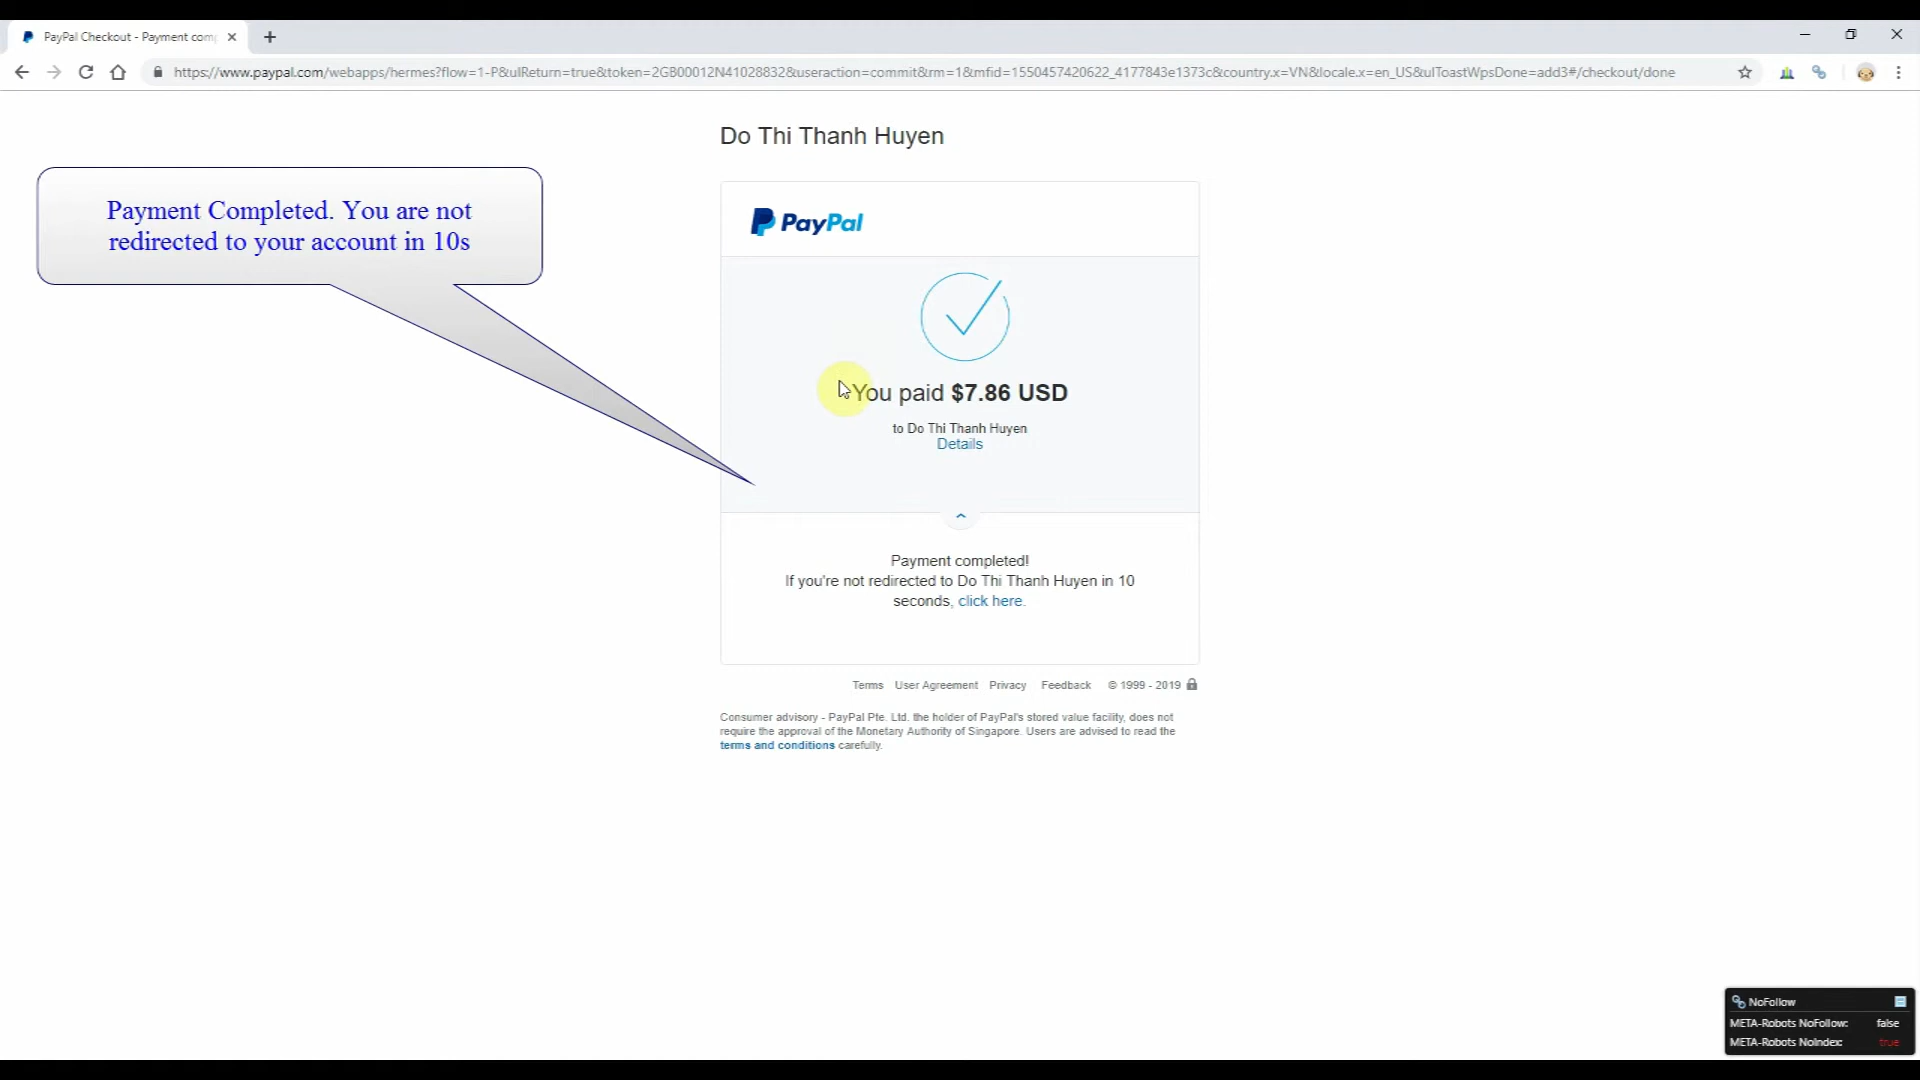 PayPal Checkout - Payment com
https://www.paypal.com/webapps/hermes?flow=1-P&ulReturn=true&token=2GB00012N41028832&useraction=commit&rm=1&mfid=1550457420622_4177843e1373c&country.x=VN&locale.x=en_US&ulToastWpsDone=add3#/checkout/done
Do Thi Thanh Huyen
Payment Completed. You are not
redirected to your account in 10s
PayPal
You paid $7.86 USD
to Do Thi Thanh Huyen
Details
Payment completed!
If you're not redirected to Do Thi Thanh Huyen in 10
seconds, click here.
Terms User Agreement Privacy Feedback © 1999 - 2019
Consumer advisory - PayPal Pte. Ltd. the holder of PayPal's stored value facility, does not
require the approval of the Monetary Authority of Singapore. Users are advised to read the
terms and conditions carefully.
NoFollow
META-Robots NoFollow: false
META-Robots NoIndex: true